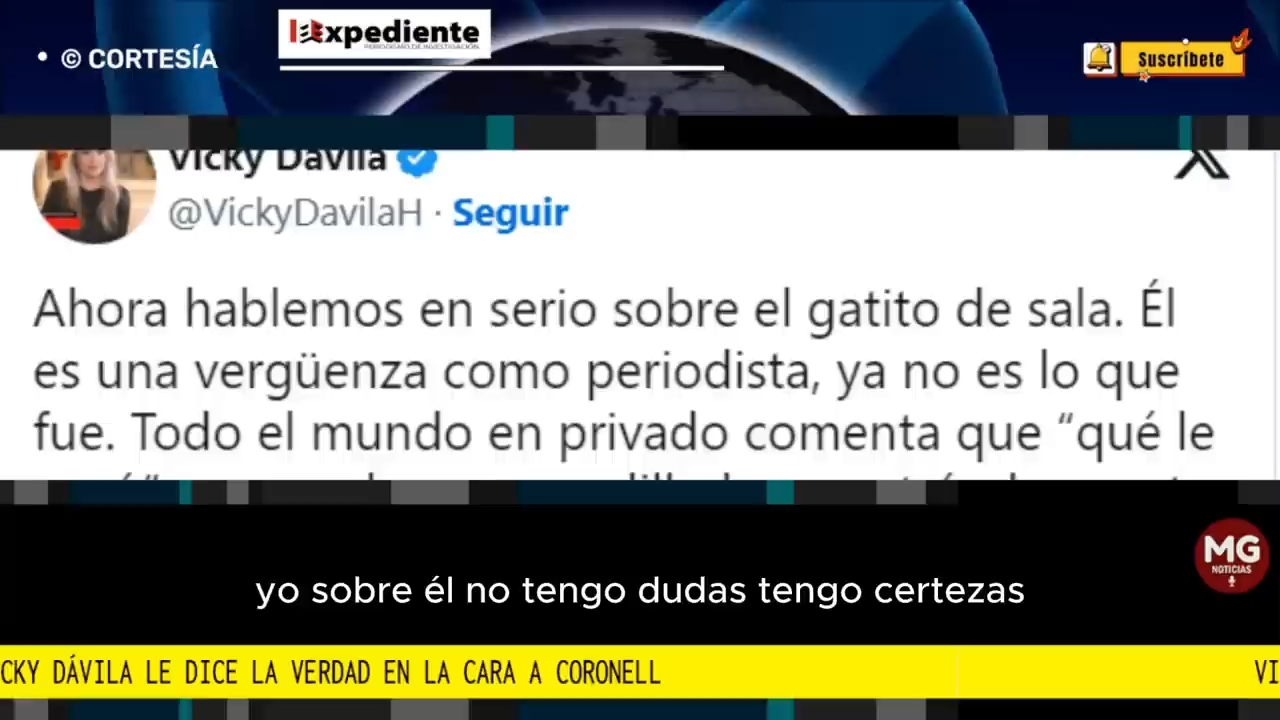 • © CORTESÍA
Expediente
PERIODISMO DE INVESTIGACIÓN
Suscríbete
Vicky Dávila
@VickyDavilaH · Seguir
Ahora hablemos en serio sobre el gatito de sala. Él
es una vergüenza como periodista, ya no es lo que
fue. Todo el mundo en privado comenta que “qué le
MG
NOTICIAS
yo sobre él no tengo dudas tengo certezas
CKY DÁVILA LE DICE LA VERDAD EN LA CARA A CORONELL
VI